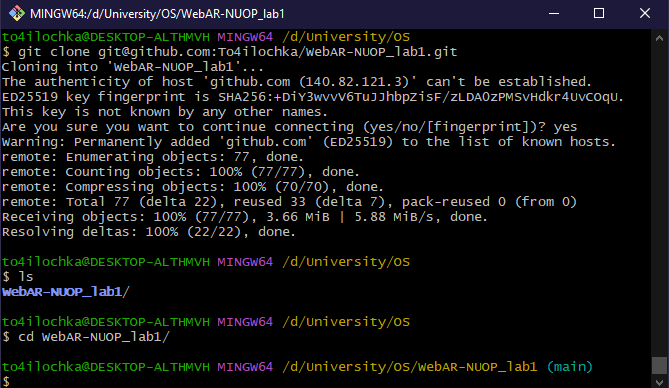 MINGW64:/d/University/OS/WebAR-NUOP_lab1
to4ilochka@DESKTOP-ALTHMVH MINGW64 /d/University/OS
$ git clone git@github.com:To4ilochka/WebAR-NUOP_lab1.git
Cloning into 'WebAR-NUOP_lab1'...
The authenticity of host 'github.com (140.82.121.3)' can't be established.
ED25519 key fingerprint is SHA256:+DiY3wvvV6TuJJhbpZisF/zLDA0zPMSvHdkr4UvCOqU.
This key is not known by any other names.
Are you sure you want to continue connecting (yes/no/[fingerprint])? yes
Warning: Permanently added 'github.com' (ED25519) to the list of known hosts.
remote: Enumerating objects: 77, done.
remote: Counting objects: 100% (77/77), done.
remote: Compressing objects: 100% (70/70), done.
remote: Total 77 (delta 22), reused 33 (delta 7), pack-reused 0 (from 0)
Receiving objects: 100% (77/77), 3.66 MiB | 5.88 MiB/s, done.
Resolving deltas: 100% (22/22), done.
to4ilochka@DESKTOP-ALTHMVH MINGW64 /d/University/OS
$ ls
WebAR-NUOP_lab1/
to4ilochka@DESKTOP-ALTHMVH MINGW64 /d/University/OS
$ cd WebAR-NUOP_lab1/
to4ilochka@DESKTOP-ALTHMVH MINGW64 /d/University/OS/WebAR-NUOP_lab1 (main)
$